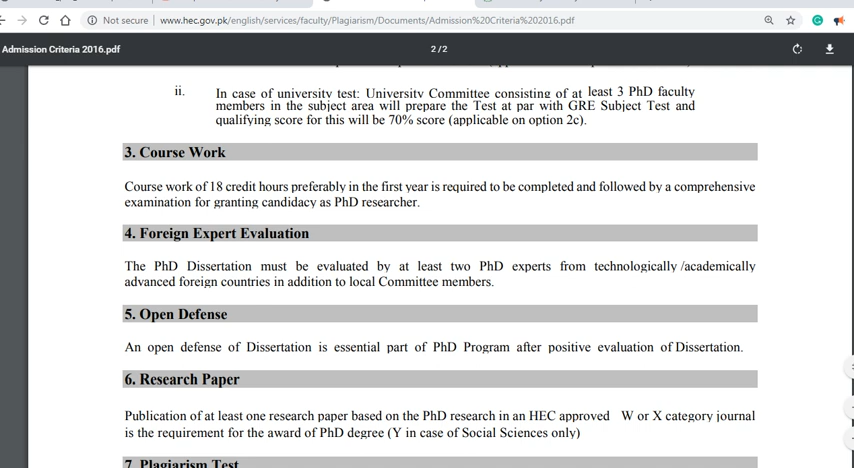 Not secure | www.hec.gov.pk/english/services/faculty/Plagiarism/Documents/Admission%20Criteria%202016.pdf
Admission Criteria 2016.pdf
2 / 2
ii. In case of university test: University Committee consisting of at least 3 PhD faculty
members in the subject area will prepare the Test at par with GRE Subject Test and
qualifying score for this will be 70% score (applicable on option 2c).
3. Course Work
Course work of 18 credit hours preferably in the first year is required to be completed and followed by a comprehensive
examination for granting candidacy as PhD researcher.
4. Foreign Expert Evaluation
The PhD Dissertation must be evaluated by at least two PhD experts from technologically /academically
advanced foreign countries in addition to local Committee members.
5. Open Defense
An open defense of Dissertation is essential part of PhD Program after positive evaluation of Dissertation.
6. Research Paper
Publication of at least one research paper based on the PhD research in an HEC approved W or X category journal
is the requirement for the award of PhD degree (Y in case of Social Sciences only)
7. Plagiarism Test